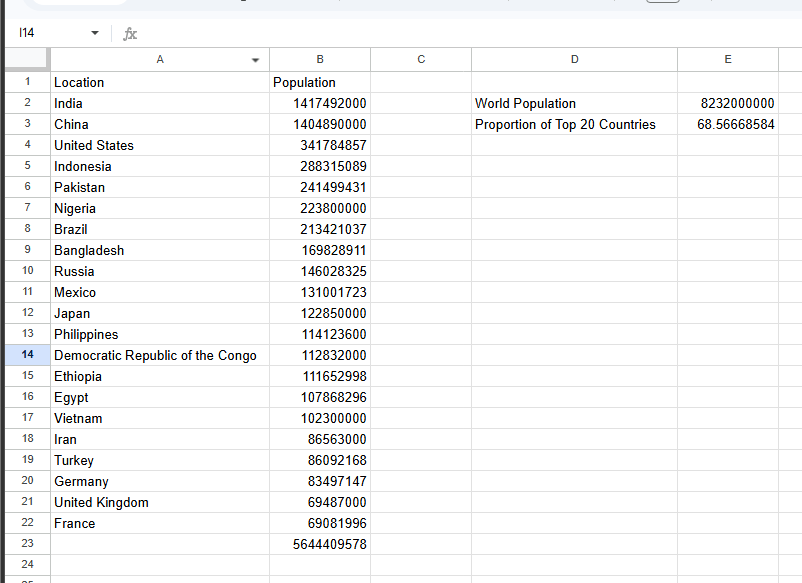 I14 fx
A B C D E
1 Location Population
2 India 1417492000 World Population 8232000000
3 China 1404890000 Proportion of Top 20 Countries 68.56668584
4 United States 341784857
5 Indonesia 288315089
6 Pakistan 241499431
7 Nigeria 223800000
8 Brazil 213421037
9 Bangladesh 169828911
10 Russia 146028325
11 Mexico 131001723
12 Japan 122850000
13 Philippines 114123600
14 Democratic Republic of the Congo 112832000
15 Ethiopia 111652998
16 Egypt 107868296
17 Vietnam 102300000
18 Iran 86563000
19 Turkey 86092168
20 Germany 83497147
21 United Kingdom 69487000
22 France 69081996
23 5644409578
24